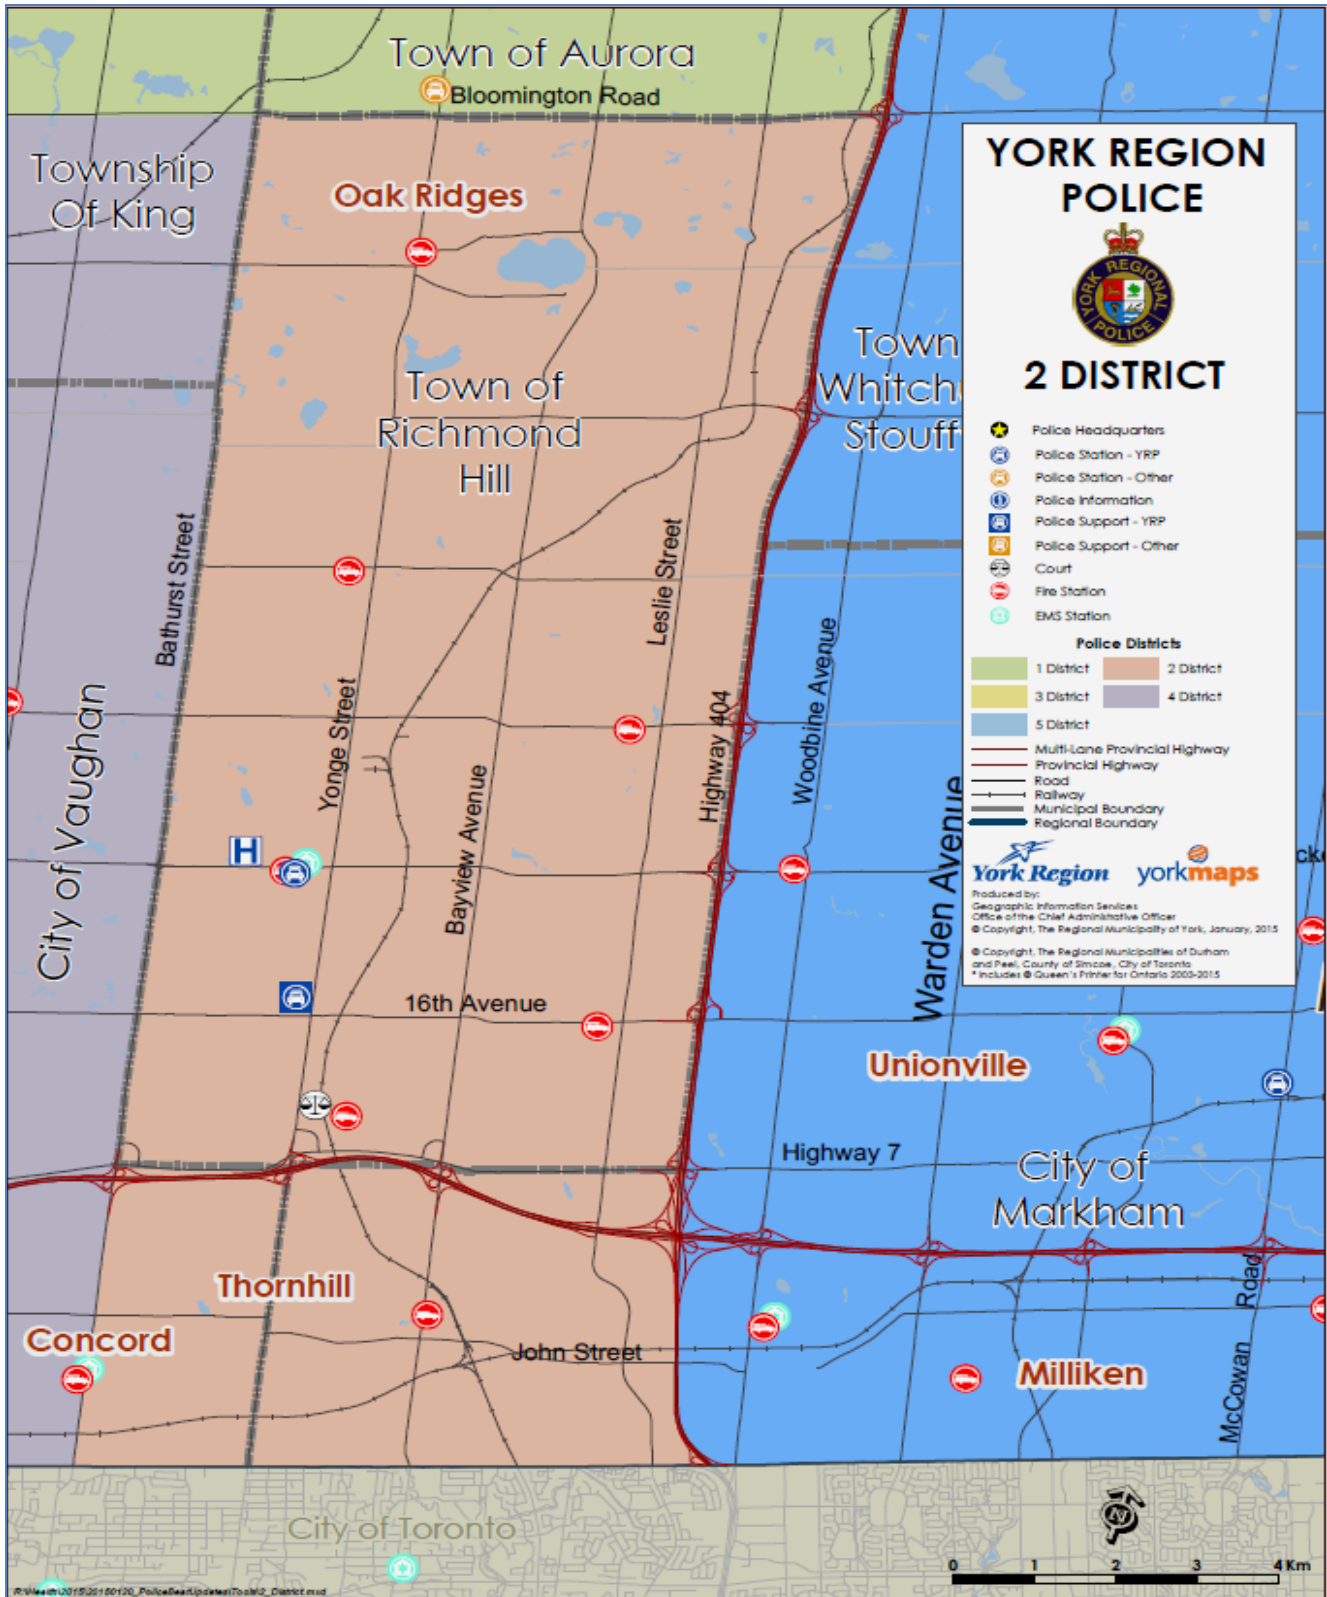 Town of Aurora
Bloomington Road
Township
Of King
Oak Ridges
Town of
Richmond
Hill
Town
Whitchu
Stouffv
Bathurst Street
Leslie Street
Yonge Street
Highway 404
Woodbine Avenue
City of Vaughan
Bayview Avenue
Warden Avenue
H
16th Avenue
Unionville
Highway 7
City of
Markham
Thornhill
Concord
John Street
Milliken
McCowan Road
City of Toronto
YORK REGION
POLICE
YORK REGIONAL
POLICE
2 DISTRICT
Police Headquarters
Police Station - YRP
Police Station - Other
Police Information
Police Support - YRP
Police Support - Other
Court
Fire Station
EMS Station
Police Districts
1 District
2 District
3 District
4 District
5 District
Multi-Lane Provincial Highway
Provincial Highway
Road
Railway
Municipal Boundary
Regional Boundary
York Region
yorkmaps
Produced by:
Geographic Information Services
Office of the Chief Administrative Officer
© Copyright, The Regional Municipality of York, January, 2015
© Copyright, The Regional Municipalities of Durham
and Peel, County of Simcoe, City of Toronto
* Includes © Queen's Printer for Ontario 2003-2015
N
0 1 2 3 4 Km